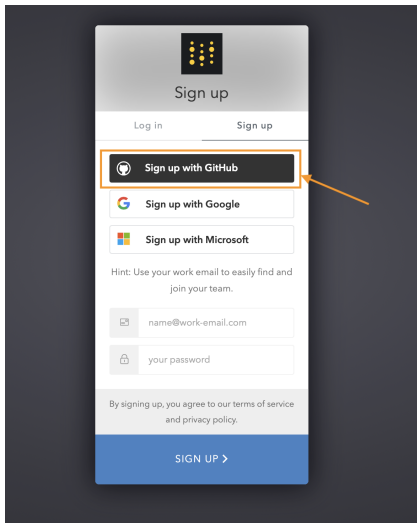 Sign up
Log in
Sign up
Sign up with GitHub
Sign up with Google
Sign up with Microsoft
Hint: Use your work email to easily find and
join your team.
name@work-email.com
your password
By signing up, you agree to our terms of service
and privacy policy.
SIGN UP >